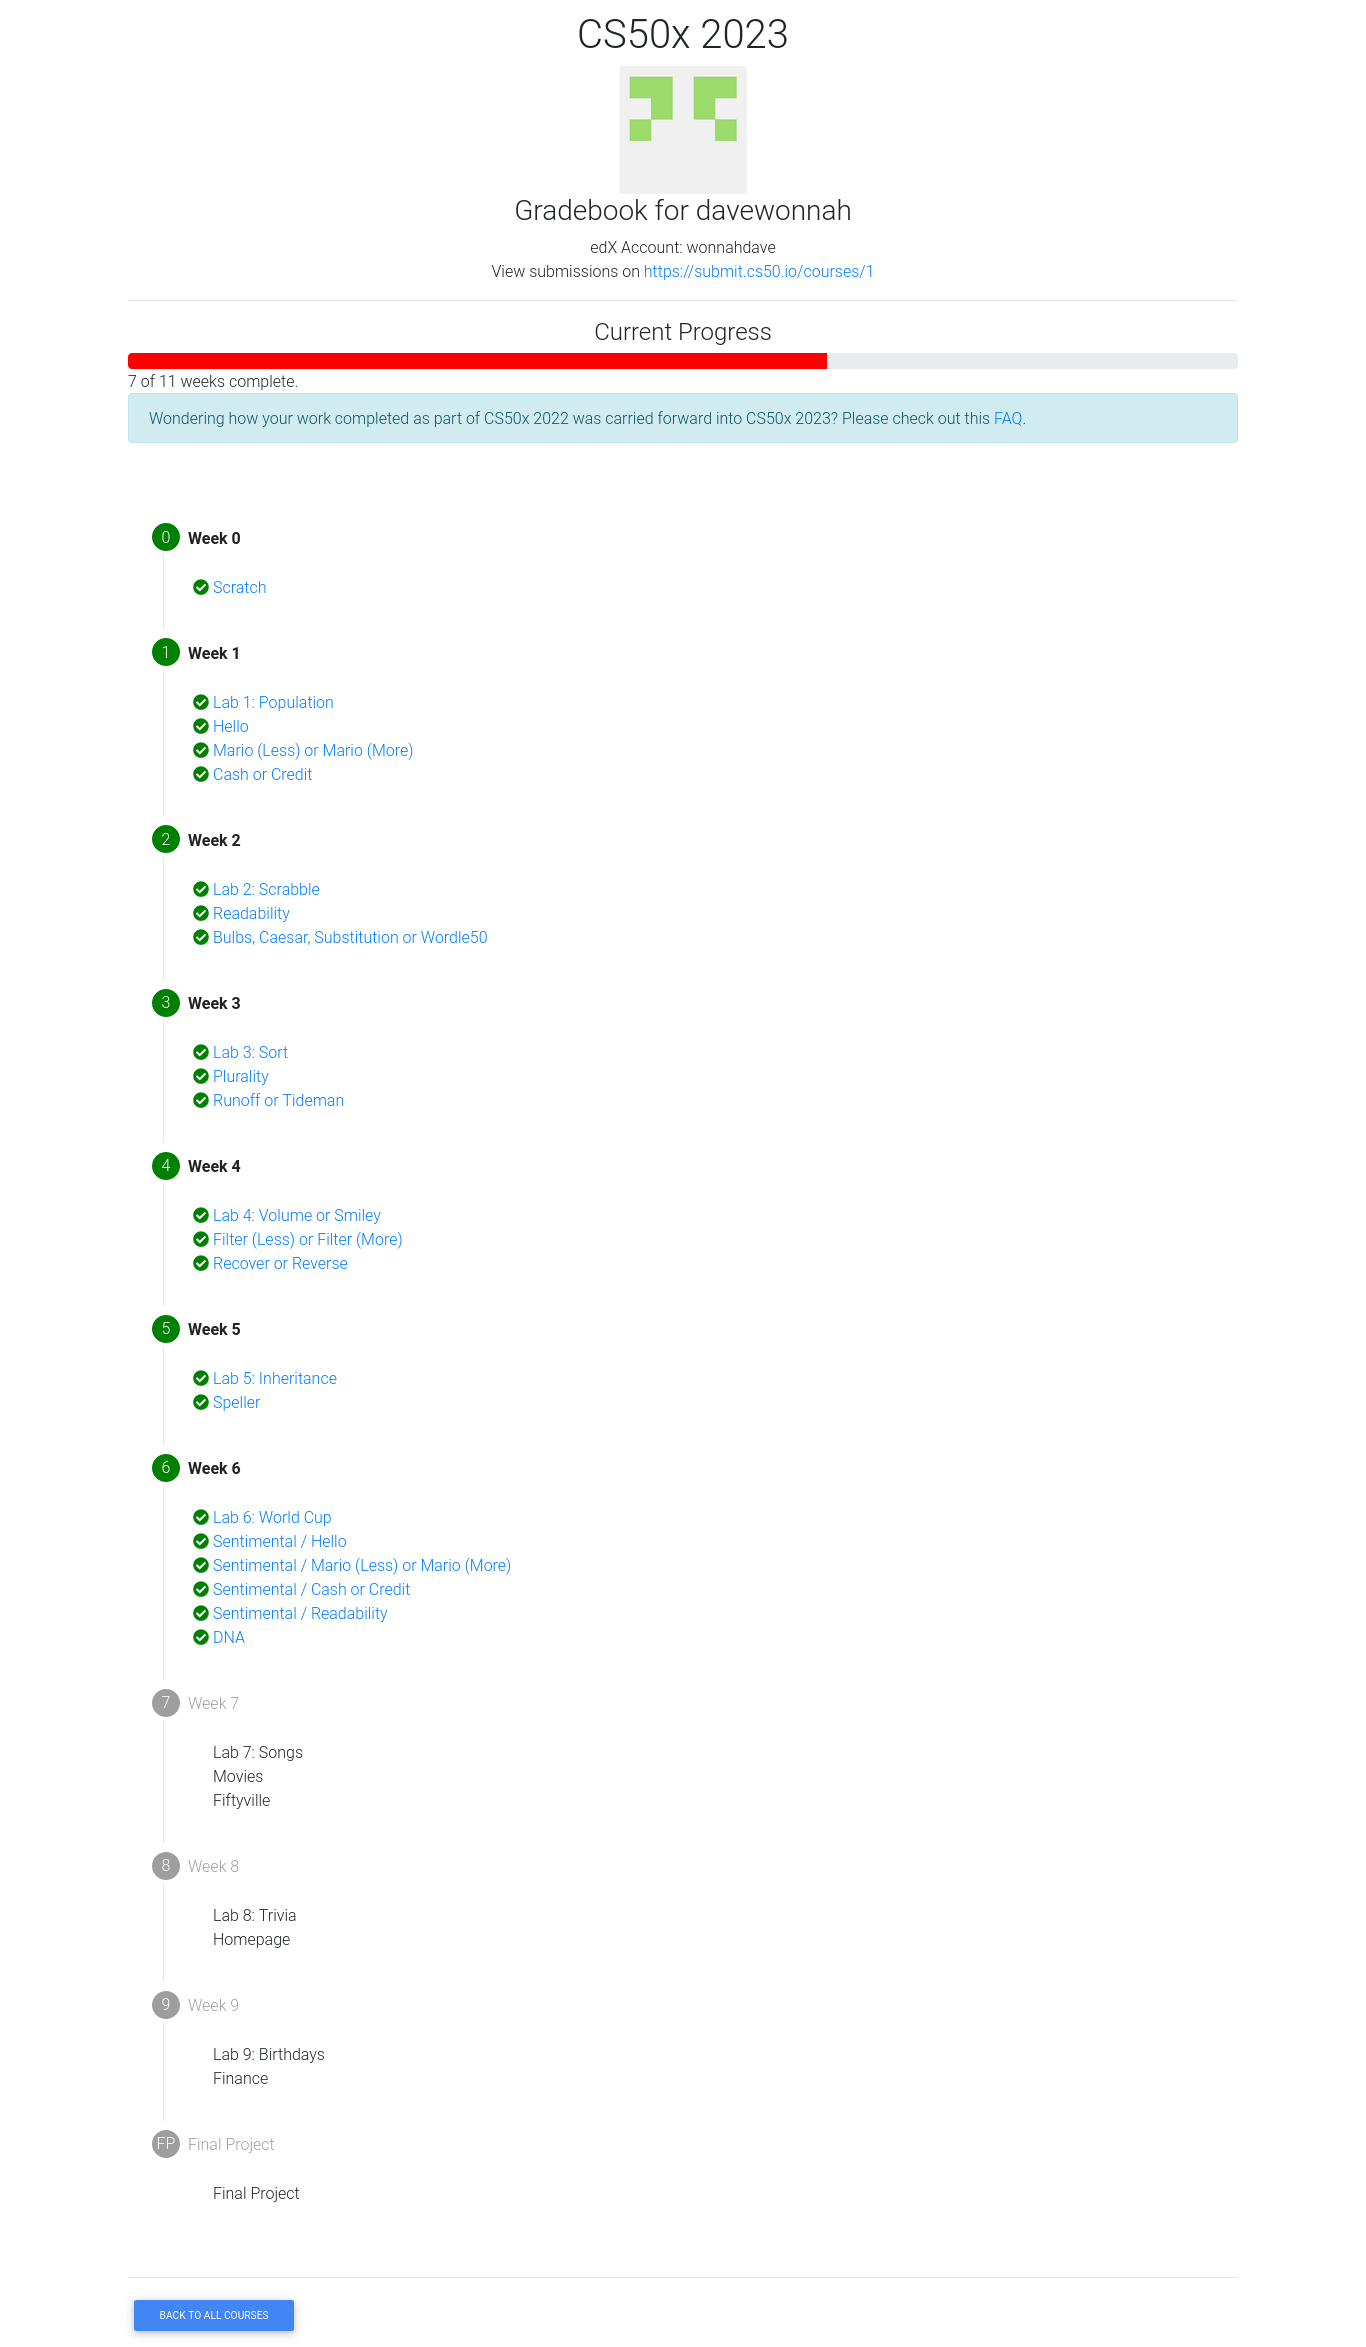 CS50x 2023
Gradebook for davewonnah
edX Account: wonnahdave
View submissions on https://submit.cs50.io/courses/1
Current Progress
7 of 11 weeks complete.
Wondering how your work completed as part of CS50x 2022 was carried forward into CS50x 2023? Please check out this FAQ.
0 Week 0
Scratch
1 Week 1
Lab 1: Population
Hello
Mario (Less) or Mario (More)
Cash or Credit
2 Week 2
Lab 2: Scrabble
Readability
Bulbs, Caesar, Substitution or Wordle50
3 Week 3
Lab 3: Sort
Plurality
Runoff or Tideman
4 Week 4
Lab 4: Volume or Smiley
Filter (Less) or Filter (More)
Recover or Reverse
5 Week 5
Lab 5: Inheritance
Speller
6 Week 6
Lab 6: World Cup
Sentimental / Hello
Sentimental / Mario (Less) or Mario (More)
Sentimental / Cash or Credit
Sentimental / Readability
DNA
7 Week 7
Lab 7: Songs
Movies
Fiftyville
8 Week 8
Lab 8: Trivia
Homepage
9 Week 9
Lab 9: Birthdays
Finance
FP Final Project
Final Project
BACK TO ALL COURSES